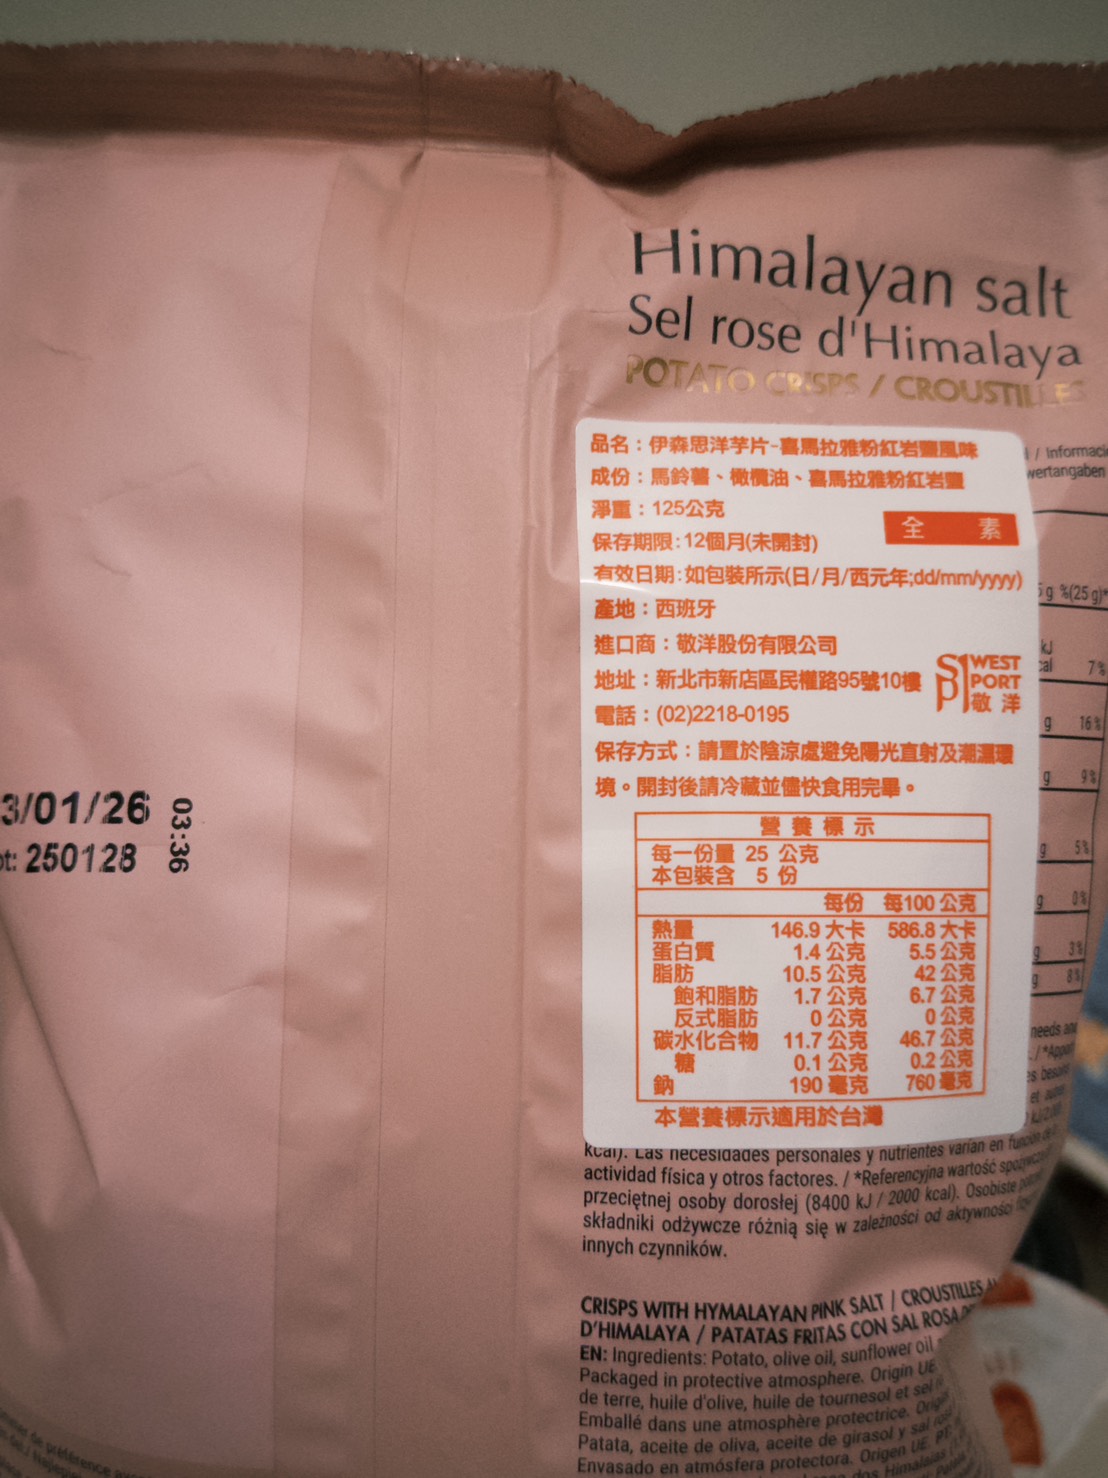 Himalayan salt
Sel rose d'Himalaya
POTATO CRISPS / CROUSTILLES
品名：伊森思洋芋片-喜馬拉雅粉紅岩鹽風味
成份：馬鈴薯、橄欖油、喜馬拉雅粉紅岩鹽
淨重：125公克
全 素
保存期限:12個月(未開封)
有效日期:如包裝所示(日/月/西元年;dd/mm/yyyy)
產地：西班牙
進口商：敬洋股份有限公司
地址：新北市新店區民權路95號10樓
WEST
PORT
敬 洋
電話：(02)2218-0195
保存方式：請置於陰涼處避免陽光直射及潮濕環
境。開封後請冷藏並儘快食用完畢。
營 養 標 示
每一份量 25 公克
本包裝含 5 份
每份 每100 公克
熱量 146.9 大卡 586.8 大卡
蛋白質 1.4 公克 5.5 公克
脂肪 10.5 公克 42 公克
飽和脂肪 1.7 公克 6.7 公克
反式脂肪 0 公克 0 公克
碳水化合物 11.7 公克 46.7 公克
糖 0.1 公克 0.2 公克
鈉 190 毫克 760 毫克
本營養標示適用於台灣
/ Informaci
wertangaben
5 g %(25 g)*
kJ
cal 7%
g 16%
g 9%
g 5%
g 0%
g 3%
g 8%
needs and
3/01/26 03:36
ot: 250128
kcal). Las necesidades personales y nutrientes varían en función de
actividad física y otros factores. / *Referencyjna wartość
przeciętnej osoby dorosłej (8400 kJ / 2000 kcal). Osobiste
składniki odżywcze różnią się w zależności od aktywności
innych czynników.
CRISPS WITH HYMALAYAN PINK SALT / CROUSTILLES
D'HIMALAYA / PATATAS FRITAS CON SAL ROSA
EN: Ingredients: Potato, olive oil, sunflower oil
Packaged in protective atmosphere. Origin UE
de terre, huile d'olive, huile de tournesol et sel
Emballé dans une atmosphère protectrice.
Patata, aceite de oliva, aceite de girasol y sal
Envasado en atmósfera protectora. Origen UE.
dos Himalaias